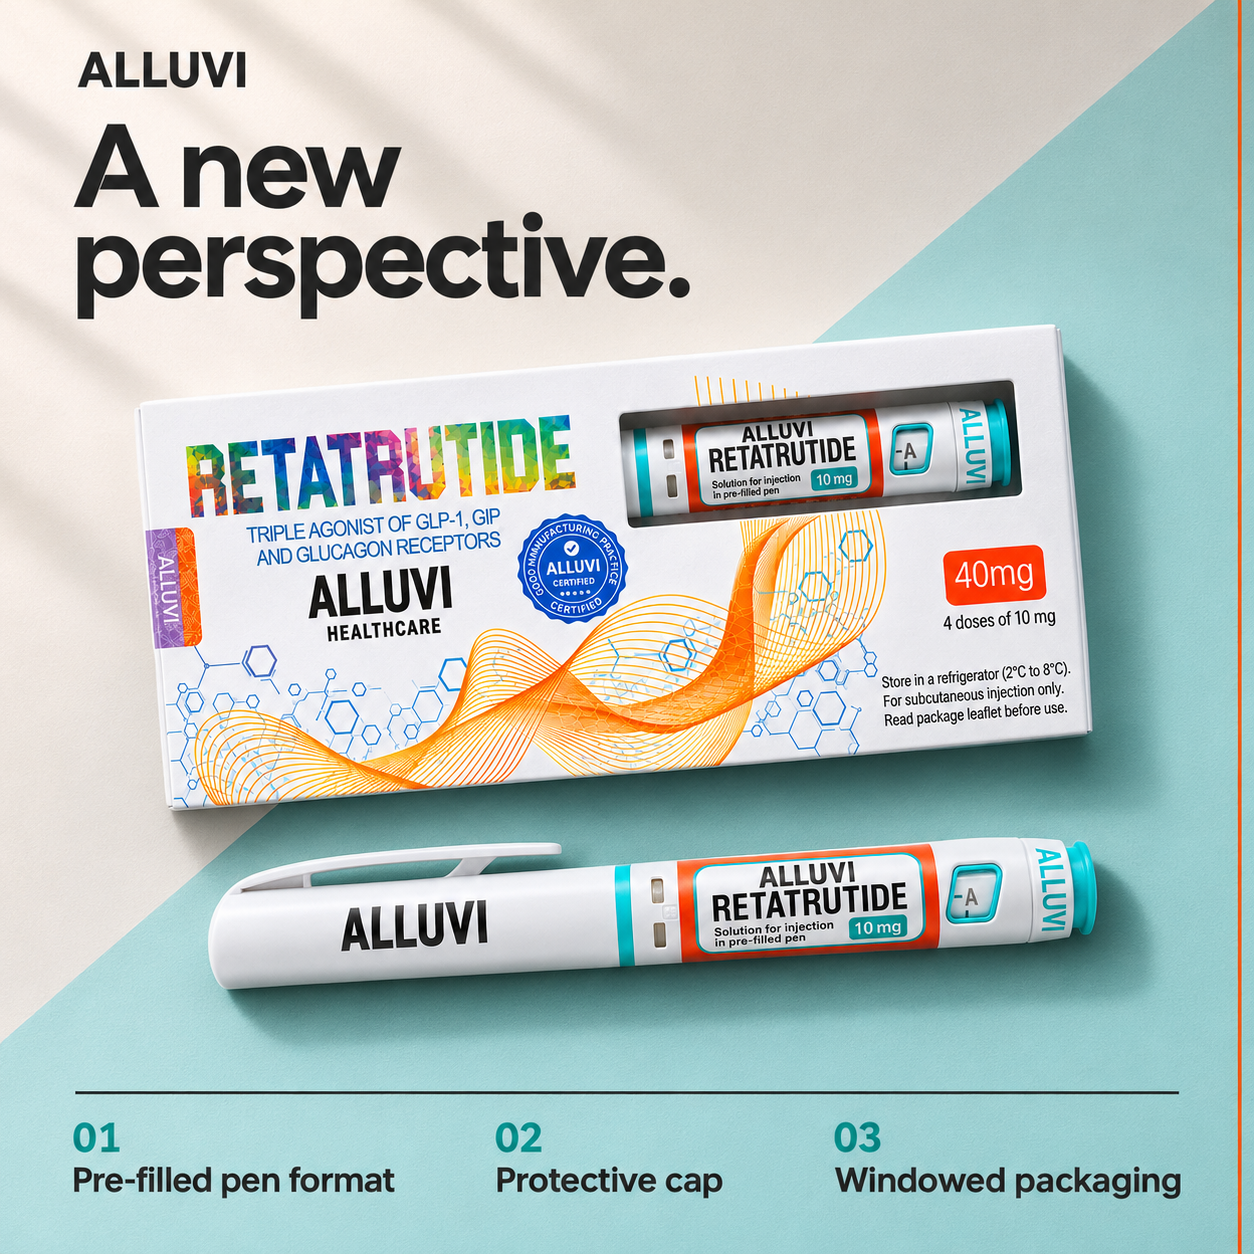 ALLUVI
A new
perspective.
RETATRUTIDE
TRIPLE AGONIST OF GLP-1, GIP
AND GLUCAGON RECEPTORS
ALLUVI
HEALTHCARE
ALLUVI
GOOD MANUFACTURING PRACTICE
ALLUVI
CERTIFIED
CERTIFIED
ALLUVI
RETATRUTIDE
Solution for injection
in pre-filled pen
10 mg
-A
ALLUVI
40mg
4 doses of 10 mg
Store in a refrigerator (2°C to 8°C).
For subcutaneous injection only.
Read package leaflet before use.
ALLUVI
ALLUVI
RETATRUTIDE
Solution for injection
in pre-filled pen
10 mg
-A
ALLUVI
01
Pre-filled pen format
02
Protective cap
03
Windowed packaging